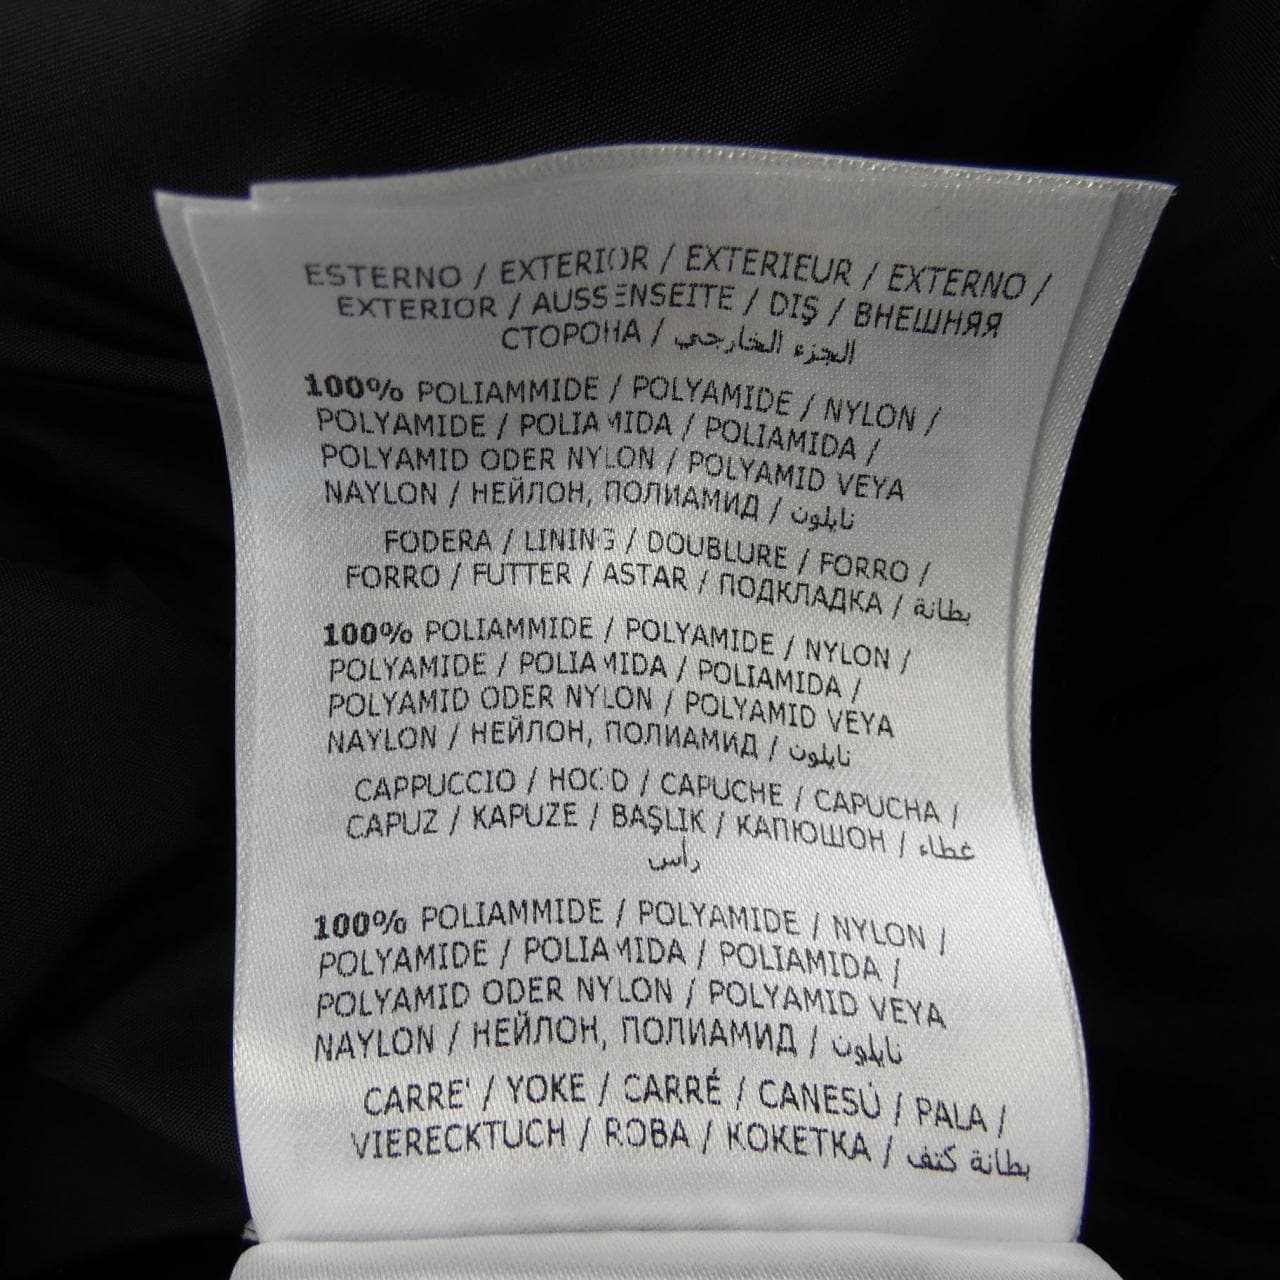 ESTERNO / EXTERIOR / EXTERIEUR / EXTERNO /
EXTERIOR / AUSSENSEITE / DIŞ / ВНЕШНЯЯ
СТОРОНА / الجزء الخارجي
100% POLIAMMIDE / POLYAMIDE / NYLON /
POLYAMIDE / POLIAMIDA / POLIAMIDA /
POLYAMID ODER NYLON / POLYAMID VEYA
NAYLON / НЕЙЛОН, ПОЛИАМИД / نايلون
FODERA / LINING / DOUBLURE / FORRO /
FORRO / FUTTER / ASTAR / ПОДКЛАДКА / بطانة
100% POLIAMMIDE / POLYAMIDE / NYLON /
POLYAMIDE / POLIAMIDA / POLIAMIDA /
POLYAMID ODER NYLON / POLYAMID VEYA
NAYLON / НЕЙЛОН, ПОЛИАМИД / نايلون
CAPPUCCIO / HOOD / CAPUCHE / CAPUCHA /
CAPUZ / KAPUZE / BAŞLIK / КАПЮШОН / غطاء
رأس
100% POLIAMMIDE / POLYAMIDE / NYLON /
POLYAMIDE / POLIAMIDA / POLIAMIDA /
POLYAMID ODER NYLON / POLYAMID VEYA
NAYLON / НЕЙЛОН, ПОЛИАМИД / نايلون
CARRE' / YOKE / CARRÉ / CANESÚ / PALA /
VIERECKTUCH / ROBA / КОКЕТКА / بطانة كتف